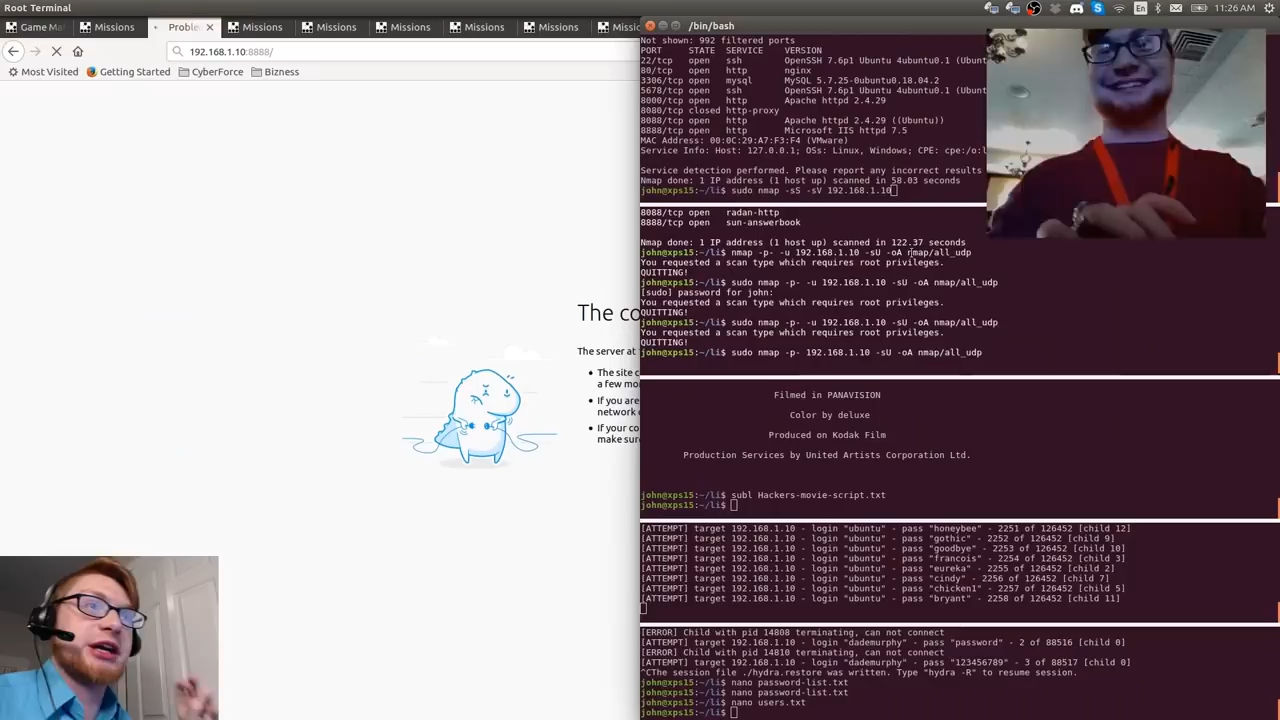 Root Terminal
En
11:26 AM
Game Ma
Missions
Proble
Missions
Missions
Missions
Missions
Missions
Mis
/bin/bash
192.168.1.10:8888/
Search
Most Visited
Getting Started
CyberForce
Bizness
The co
The server at
The site c
a few mo
If you are
network o
If your co
make sure
Not shown: 992 filtered ports
PORT STATE SERVICE VERSION
22/tcp open ssh OpenSSH 7.6p1 Ubuntu 4ubuntu0.1 (Ubunt
80/tcp open http nginx
3306/tcp open mysql MySQL 5.7.25-0ubuntu0.18.04.2
5678/tcp open ssh OpenSSH 7.6p1 Ubuntu 4ubuntu0.1 (Ubunt
8000/tcp open http Apache httpd 2.4.29
8080/tcp closed http-proxy
8088/tcp open http Apache httpd 2.4.29 ((Ubuntu))
8888/tcp open http Microsoft IIS httpd 7.5
MAC Address: 00:0C:29:A7:F3:F4 (VMware)
Service Info: Host: 127.0.0.1; OSs: Linux, Windows; CPE: cpe:/o:l
Service detection performed. Please report any incorrect results
Nmap done: 1 IP address (1 host up) scanned in 58.03 seconds
john@xps15:~/li$ sudo nmap -sS -sV 192.168.1.10
8088/tcp open radan-http
8888/tcp open sun-answerbook
Nmap done: 1 IP address (1 host up) scanned in 122.37 seconds
john@xps15:~/li$ nmap -p- -u 192.168.1.10 -sU -oA nmap/all_udp
You requested a scan type which requires root privileges.
QUITTING!
john@xps15:~/li$ sudo nmap -p- -u 192.168.1.10 -sU -oA nmap/all_udp
[sudo] password for john:
You requested a scan type which requires root privileges.
QUITTING!
john@xps15:~/li$ sudo nmap -p- -u 192.168.1.10 -sU -oA nmap/all_udp
You requested a scan type which requires root privileges.
QUITTING!
john@xps15:~/li$ sudo nmap -p- 192.168.1.10 -sU -oA nmap/all_udp
Filmed in PANAVISION
Color by deluxe
Produced on Kodak Film
Production Services by United Artists Corporation Ltd.
john@xps15:~/li$ subl Hackers-movie-script.txt
john@xps15:~/li$
[ATTEMPT] target 192.168.1.10 - login "ubuntu" - pass "honeybee" - 2251 of 126452 [child 12]
[ATTEMPT] target 192.168.1.10 - login "ubuntu" - pass "gothic" - 2252 of 126452 [child 9]
[ATTEMPT] target 192.168.1.10 - login "ubuntu" - pass "goodbye" - 2253 of 126452 [child 10]
[ATTEMPT] target 192.168.1.10 - login "ubuntu" - pass "francois" - 2254 of 126452 [child 3]
[ATTEMPT] target 192.168.1.10 - login "ubuntu" - pass "eureka" - 2255 of 126452 [child 2]
[ATTEMPT] target 192.168.1.10 - login "ubuntu" - pass "cindy" - 2256 of 126452 [child 7]
[ATTEMPT] target 192.168.1.10 - login "ubuntu" - pass "chicken1" - 2257 of 126452 [child 5]
[ATTEMPT] target 192.168.1.10 - login "ubuntu" - pass "bryant" - 2258 of 126452 [child 11]
[ERROR] Child with pid 14808 terminating, can not connect
[ATTEMPT] target 192.168.1.10 - login "dademurphy" - pass "password" - 2 of 88516 [child 0]
[ERROR] Child with pid 14810 terminating, can not connect
[ATTEMPT] target 192.168.1.10 - login "dademurphy" - pass "123456789" - 3 of 88517 [child 0]
^CThe session file ./hydra.restore was written. Type "hydra -R" to resume session.
john@xps15:~/li$ nano password-list.txt
john@xps15:~/li$ nano password-list.txt
john@xps15:~/li$ nano users.txt
john@xps15:~/li$